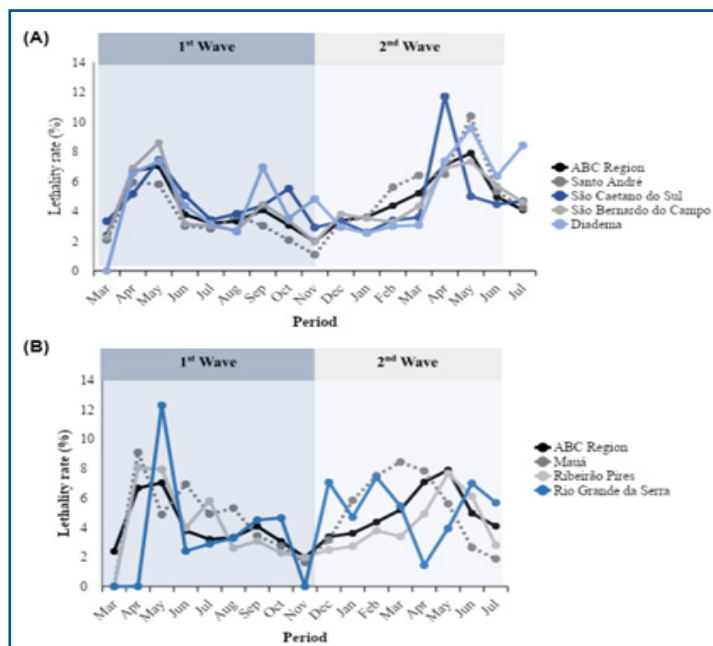 (A)
1st Wave
2nd Wave
14
12
10
8
6
4
2
0
Lethality rate (%)
Mar
Apr
May
Jun
Jul
Aug
Sep
Oct
Nov
Dec
Jan
Feb
Mar
Apr
May
Jun
Jul
Period
ABC Region
Santo André
São Caetano do Sul
São Bernardo do Campo
Diadema
(B)
1st Wave
2nd Wave
14
12
10
8
6
4
2
0
Lethality rate (%)
Mar
Apr
May
Jun
Jul
Aug
Sep
Oct
Nov
Dec
Jan
Feb
Mar
Apr
May
Jun
Jul
Period
ABC Region
Mauá
Ribeirão Pires
Rio Grande da Serra